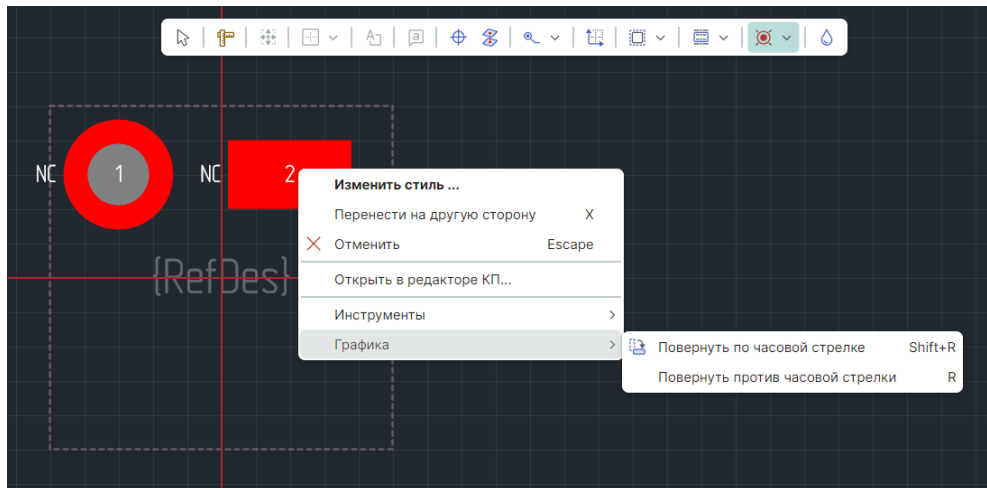 A
a
NC
1
NC
2
{RefDes}
Изменить стиль ...
Перенести на другую сторону X
Отменить Escape
Открыть в редакторе КП...
Инструменты
Графика
Повернуть по часовой стрелке Shift+R
Повернуть против часовой стрелки R